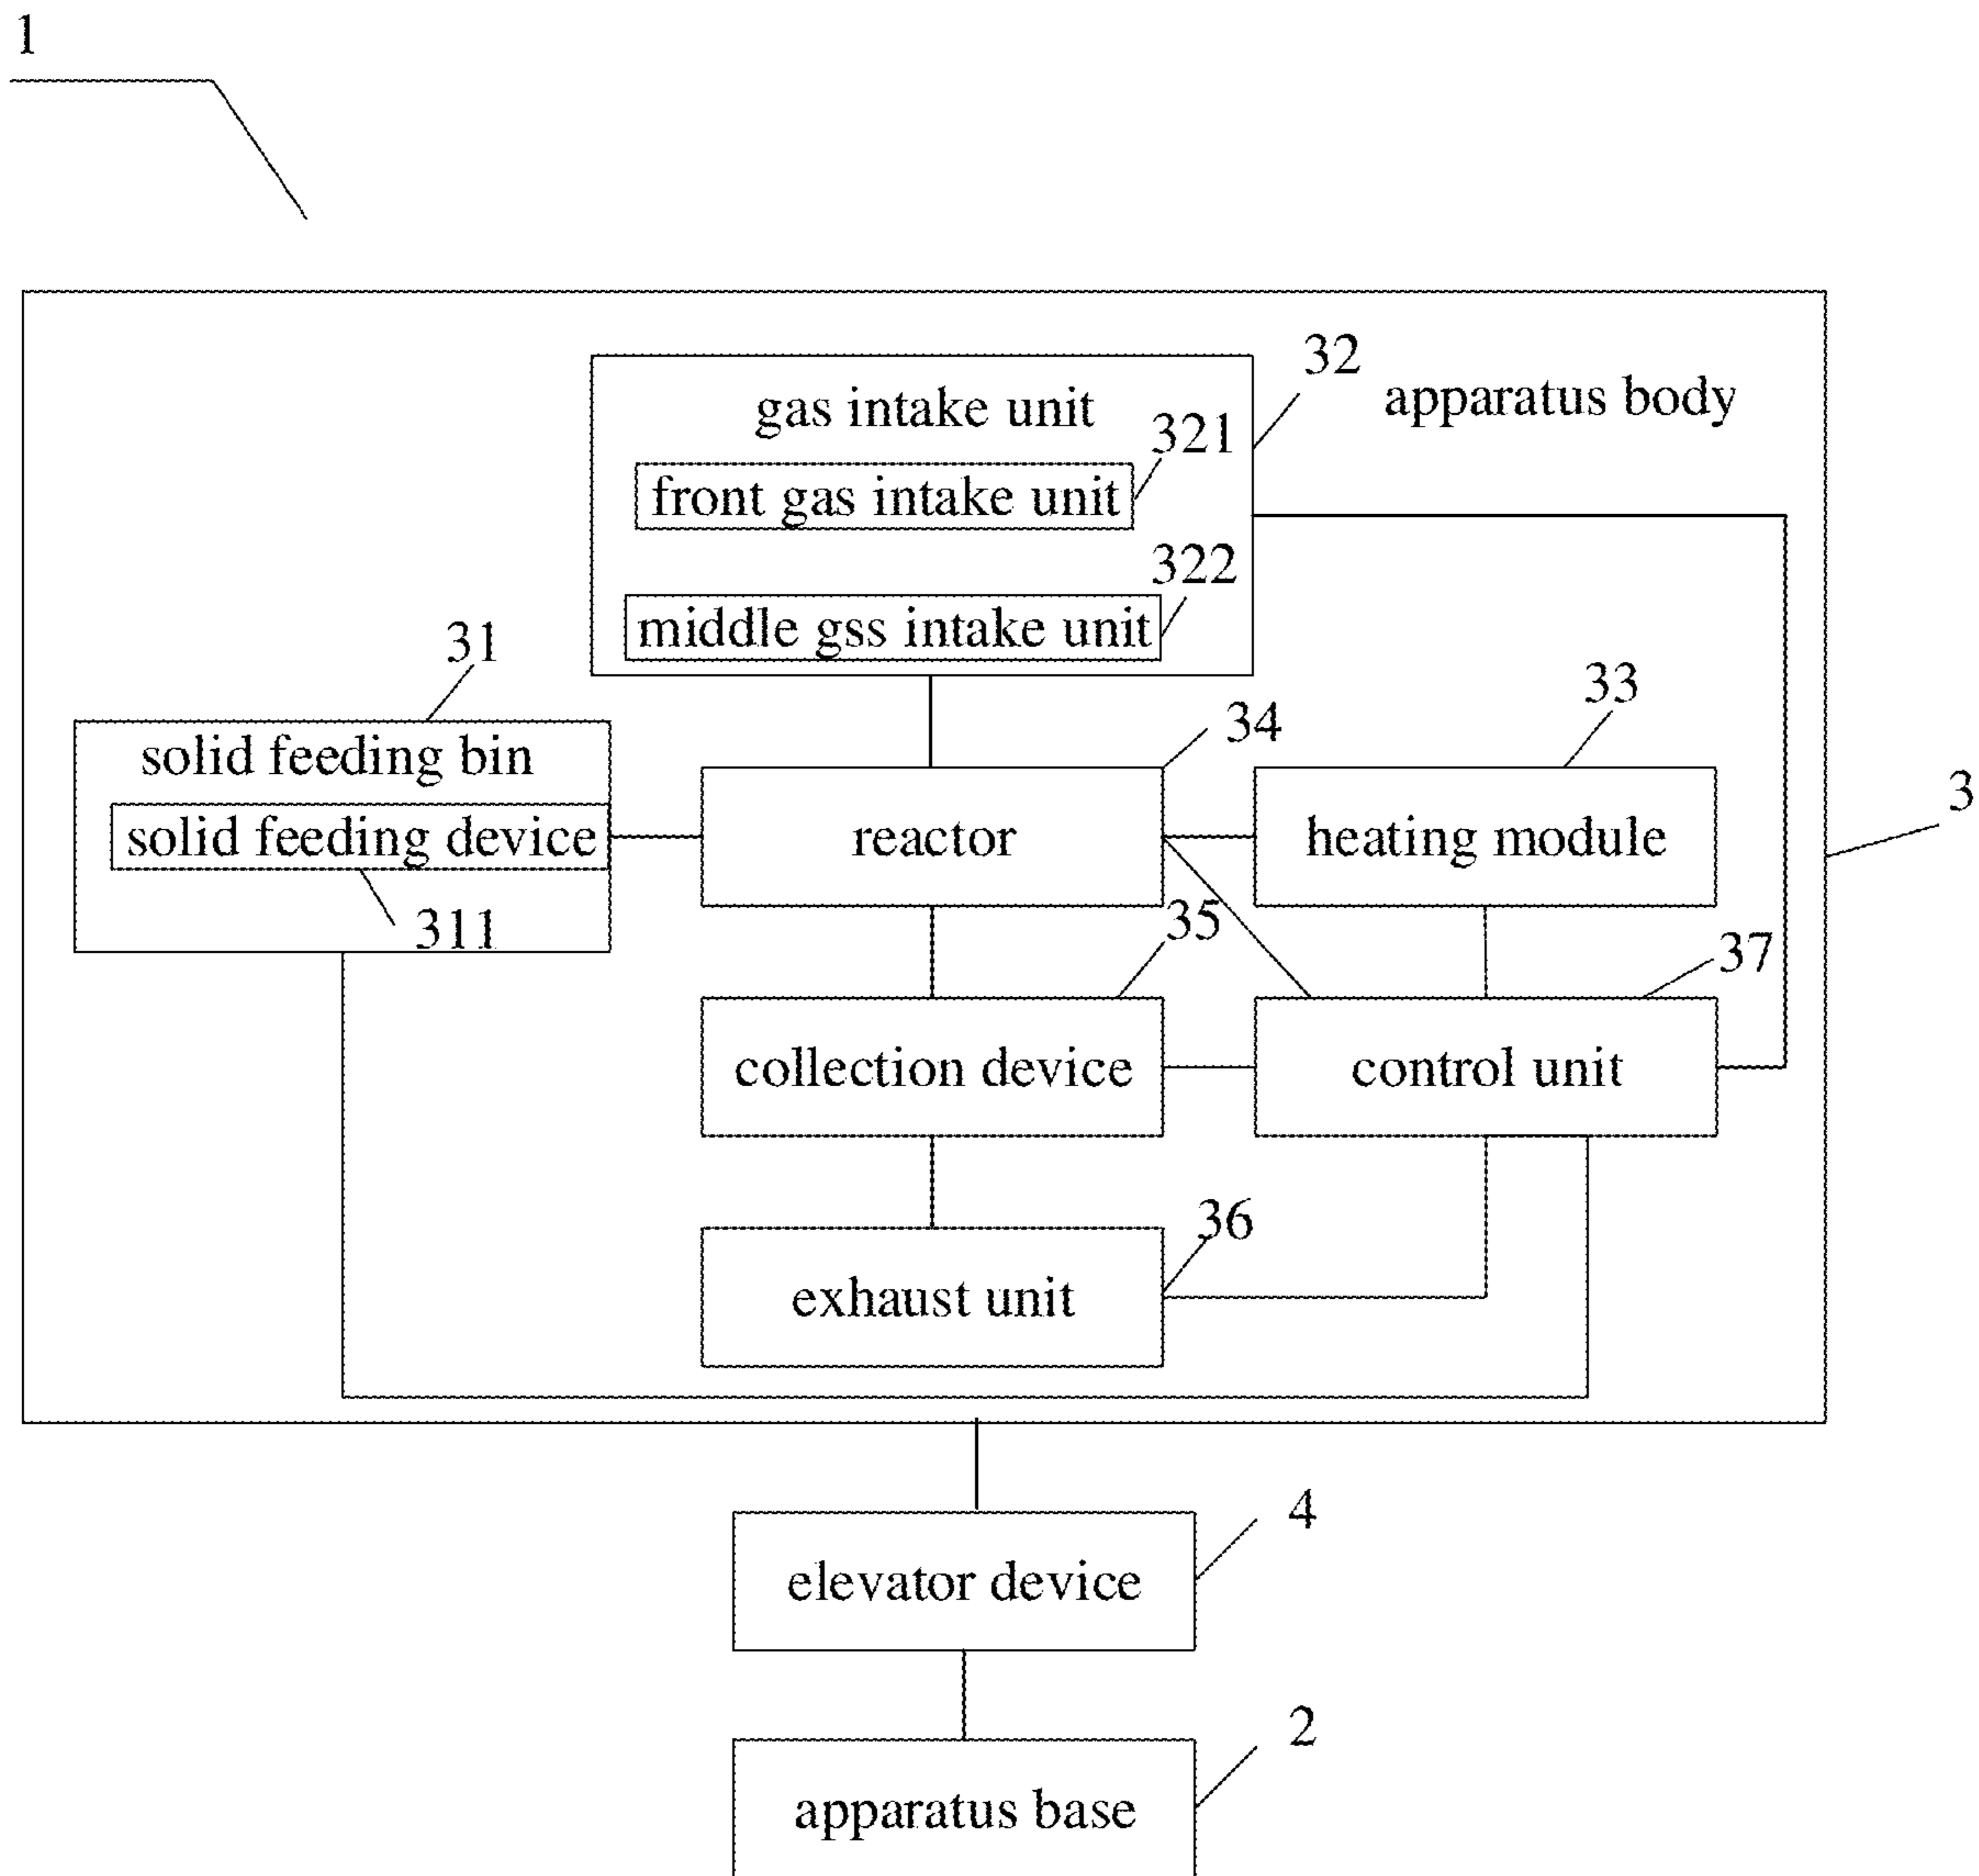 1
32
gas intake unit
apparatus body
321
front gas intake unit
322
middle gss intake unit
31
33
34
solid feeding bin
3
solid feeding device
reactor
heating module
311
35
37
collection device
control unit
36
exhaust unit
4
elevator device
2
apparatus base